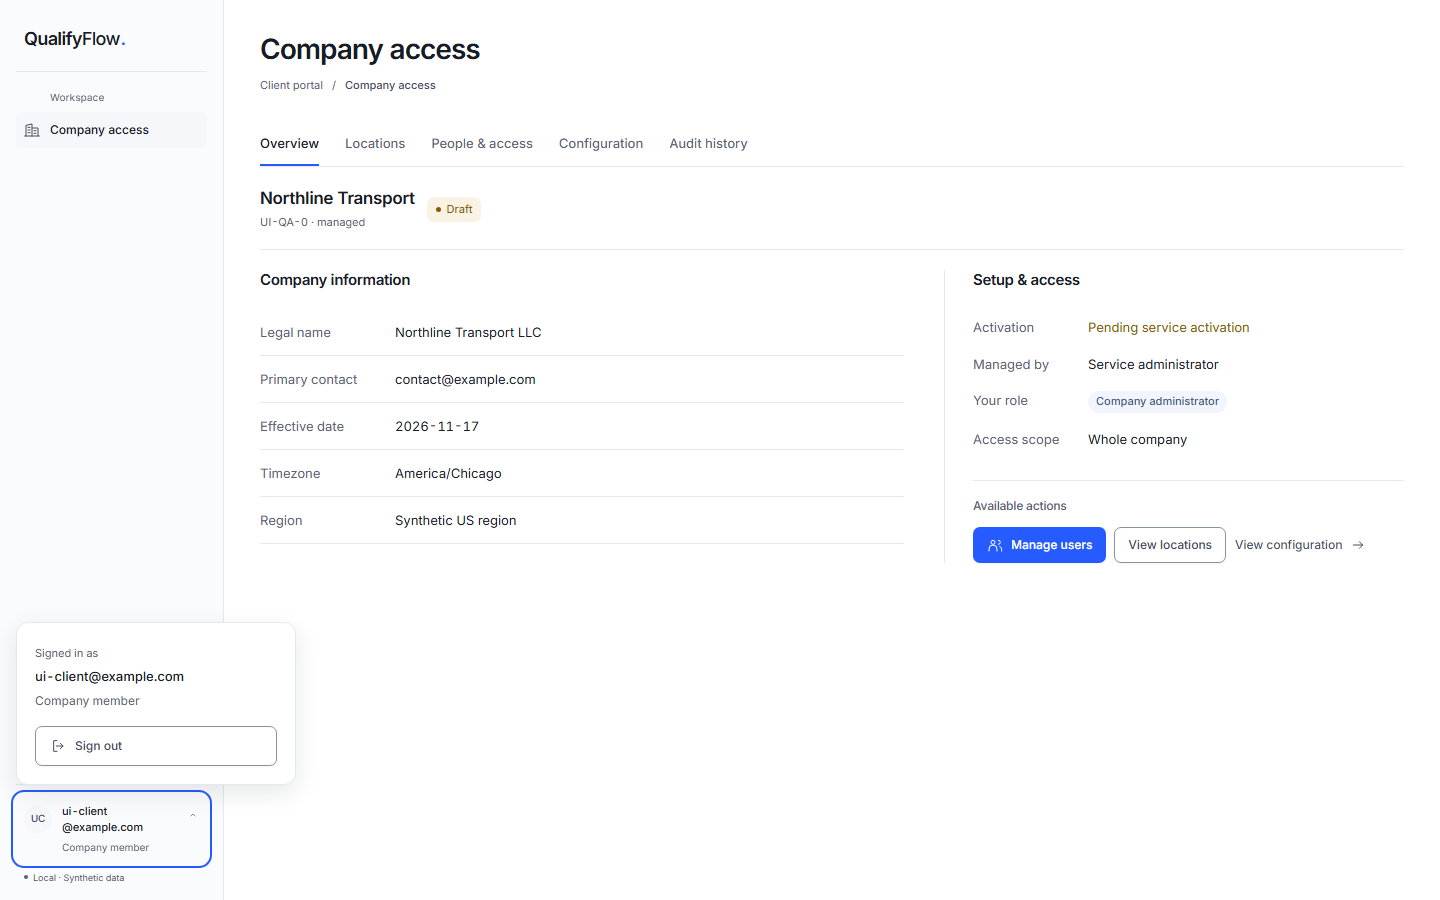 QualifyFlow.
Workspace
Company access
Company access
Client portal / Company access
Overview Locations People & access Configuration Audit history
Northline Transport
UI-QA-0 · managed
Draft
Company information
Legal name Northline Transport LLC
Primary contact contact@example.com
Effective date 2026-11-17
Timezone America/Chicago
Region Synthetic US region
Setup & access
Activation Pending service activation
Managed by Service administrator
Your role Company administrator
Access scope Whole company
Available actions
Manage users View locations View configuration →
Signed in as
ui-client@example.com
Company member
Sign out
UC
ui-client
@example.com
Company member
Local · Synthetic data